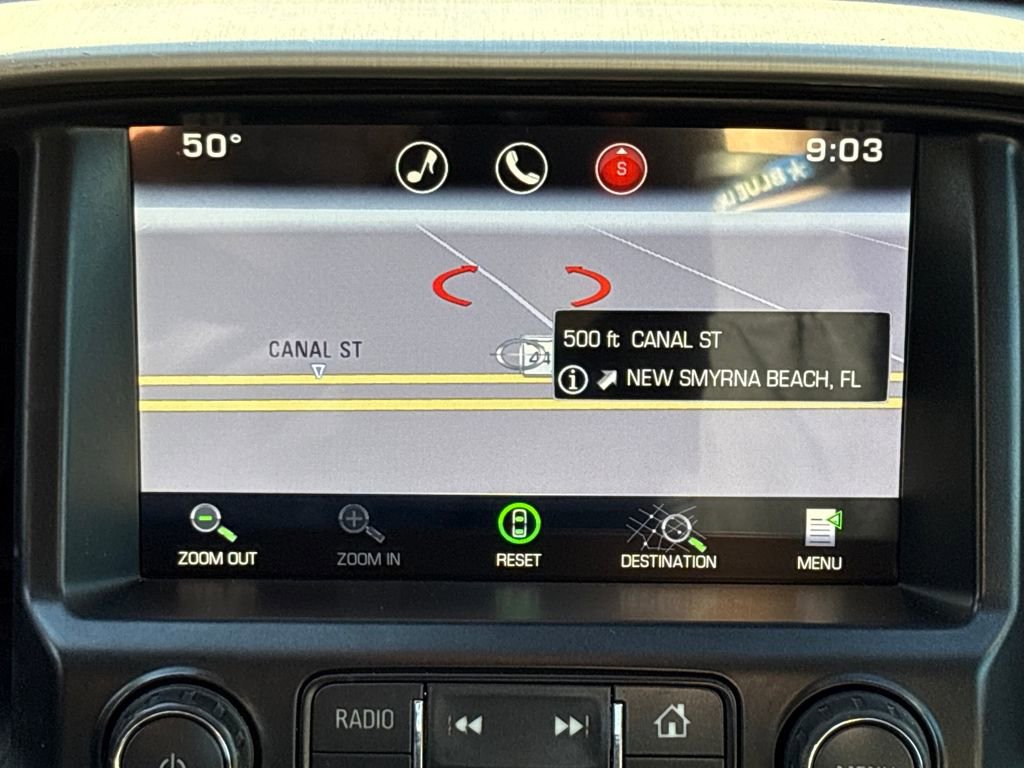 50°
9:03
S
500 ft CANAL ST
CANAL ST
44
NEW SMYRNA BEACH, FL
ZOOM OUT
ZOOM IN
RESET
DESTINATION
MENU
RADIO